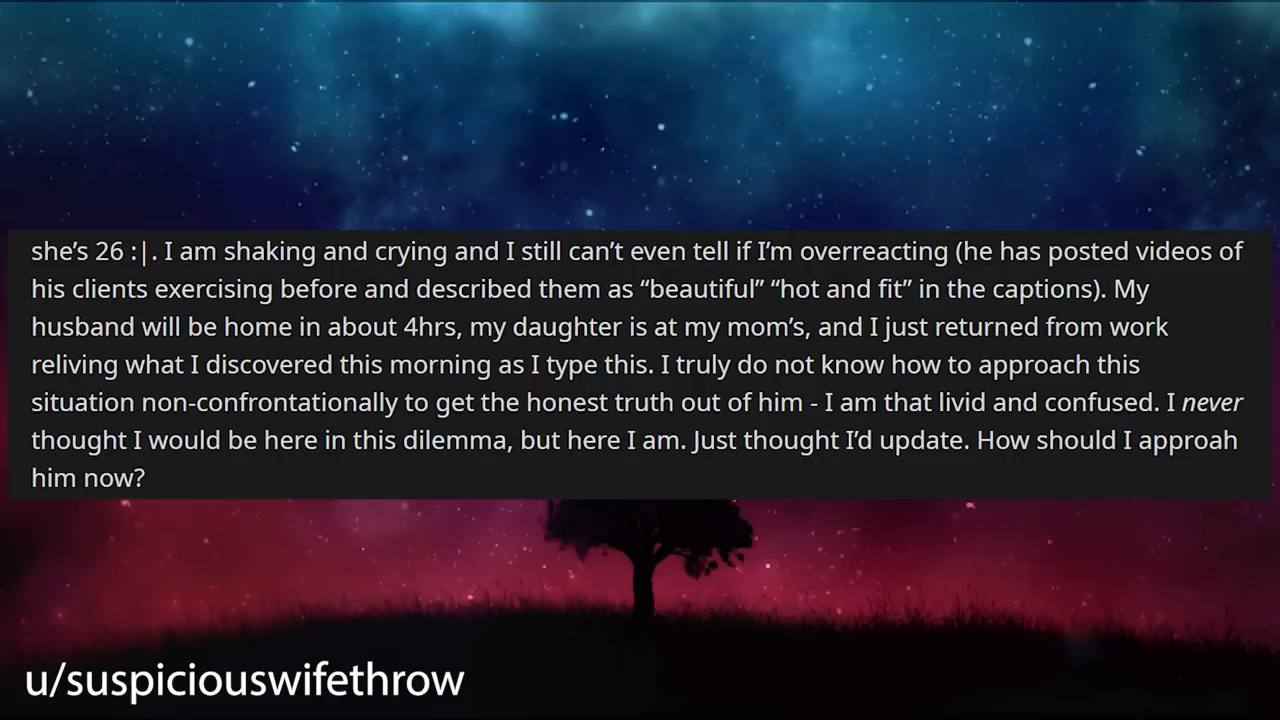 she’s 26 :|. I am shaking and crying and I still can’t even tell if I’m overreacting (he has posted videos of
his clients exercising before and described them as “beautiful” “hot and fit” in the captions). My
husband will be home in about 4hrs, my daughter is at my mom’s, and I just returned from work
reliving what I discovered this morning as I type this. I truly do not know how to approach this
situation non-confrontationally to get the honest truth out of him - I am that livid and confused. I never
thought I would be here in this dilemma, but here I am. Just thought I’d update. How should I approah
him now?
u/suspiciouswifethrow